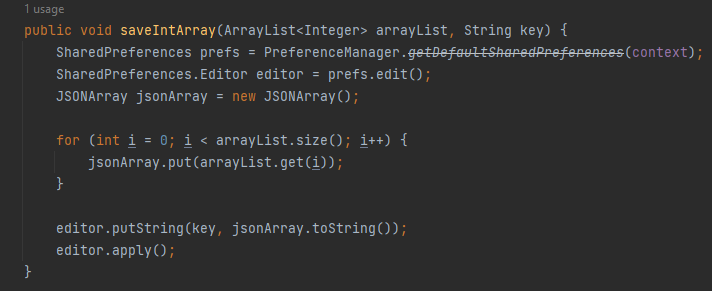 1 usage
public void saveIntArray(ArrayList<Integer> arrayList, String key) {
    SharedPreferences prefs = PreferenceManager.getDefaultSharedPreferences(context);
    SharedPreferences.Editor editor = prefs.edit();
    JSONArray jsonArray = new JSONArray();

    for (int i = 0; i < arrayList.size(); i++) {
        jsonArray.put(arrayList.get(i));
    }

    editor.putString(key, jsonArray.toString());
    editor.apply();
}